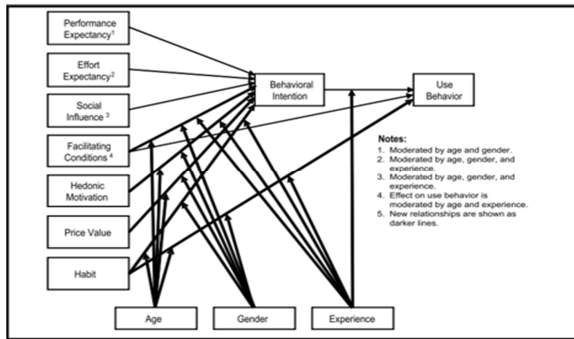 Performance
Expectancy1
Effort
Expectancy2
Social
Influence 3
Facilitating
Conditions 4
Hedonic
Motivation
Price Value
Habit
Behavioral
Intention
Use
Behavior
Notes:
1. Moderated by age and gender.
2. Moderated by age, gender, and
experience.
3. Moderated by age, gender, and
experience.
4. Effect on use behavior is
moderated by age and experience.
5. New relationships are shown as
darker lines.
Age
Gender
Experience